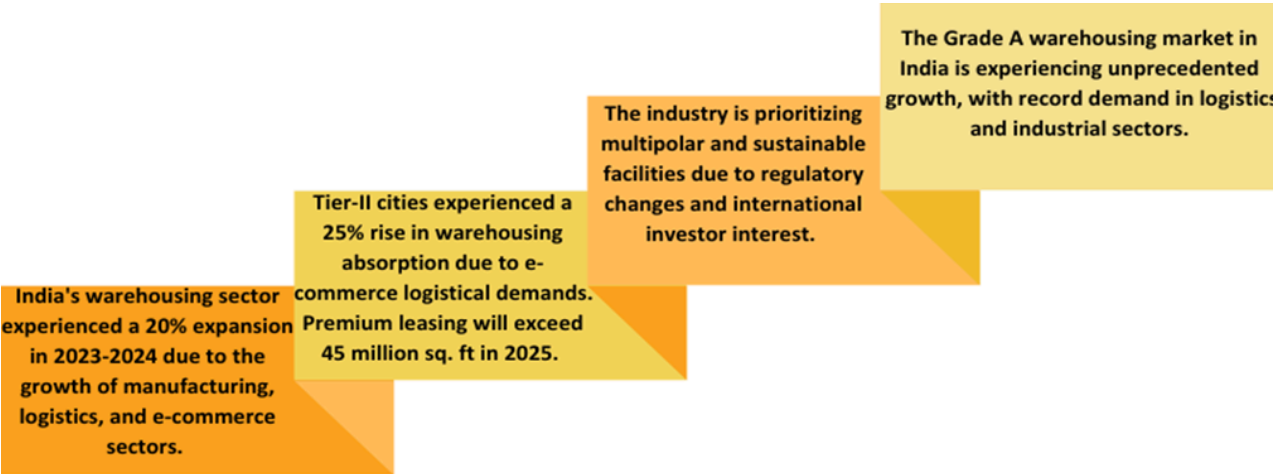 India's warehousing sector
experienced a 20% expansion
in 2023-2024 due to the
growth of manufacturing,
logistics, and e-commerce
sectors.
Tier-II cities experienced a
25% rise in warehousing
absorption due to e-
commerce logistical demands.
Premium leasing will exceed
45 million sq. ft in 2025.
The industry is prioritizing
multipolar and sustainable
facilities due to regulatory
changes and international
investor interest.
The Grade A warehousing market in
India is experiencing unprecedented
growth, with record demand in logistics
and industrial sectors.